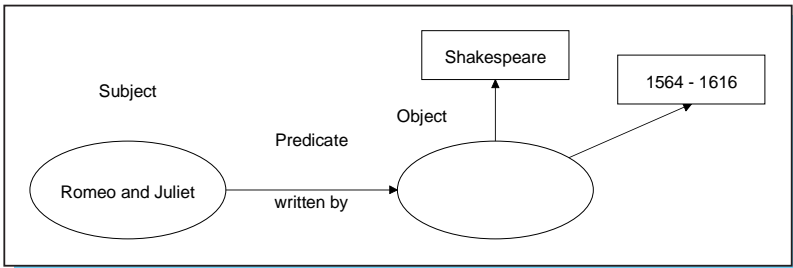 Shakespeare
1564 - 1616
Subject
Object
Predicate
Romeo and Juliet
written by